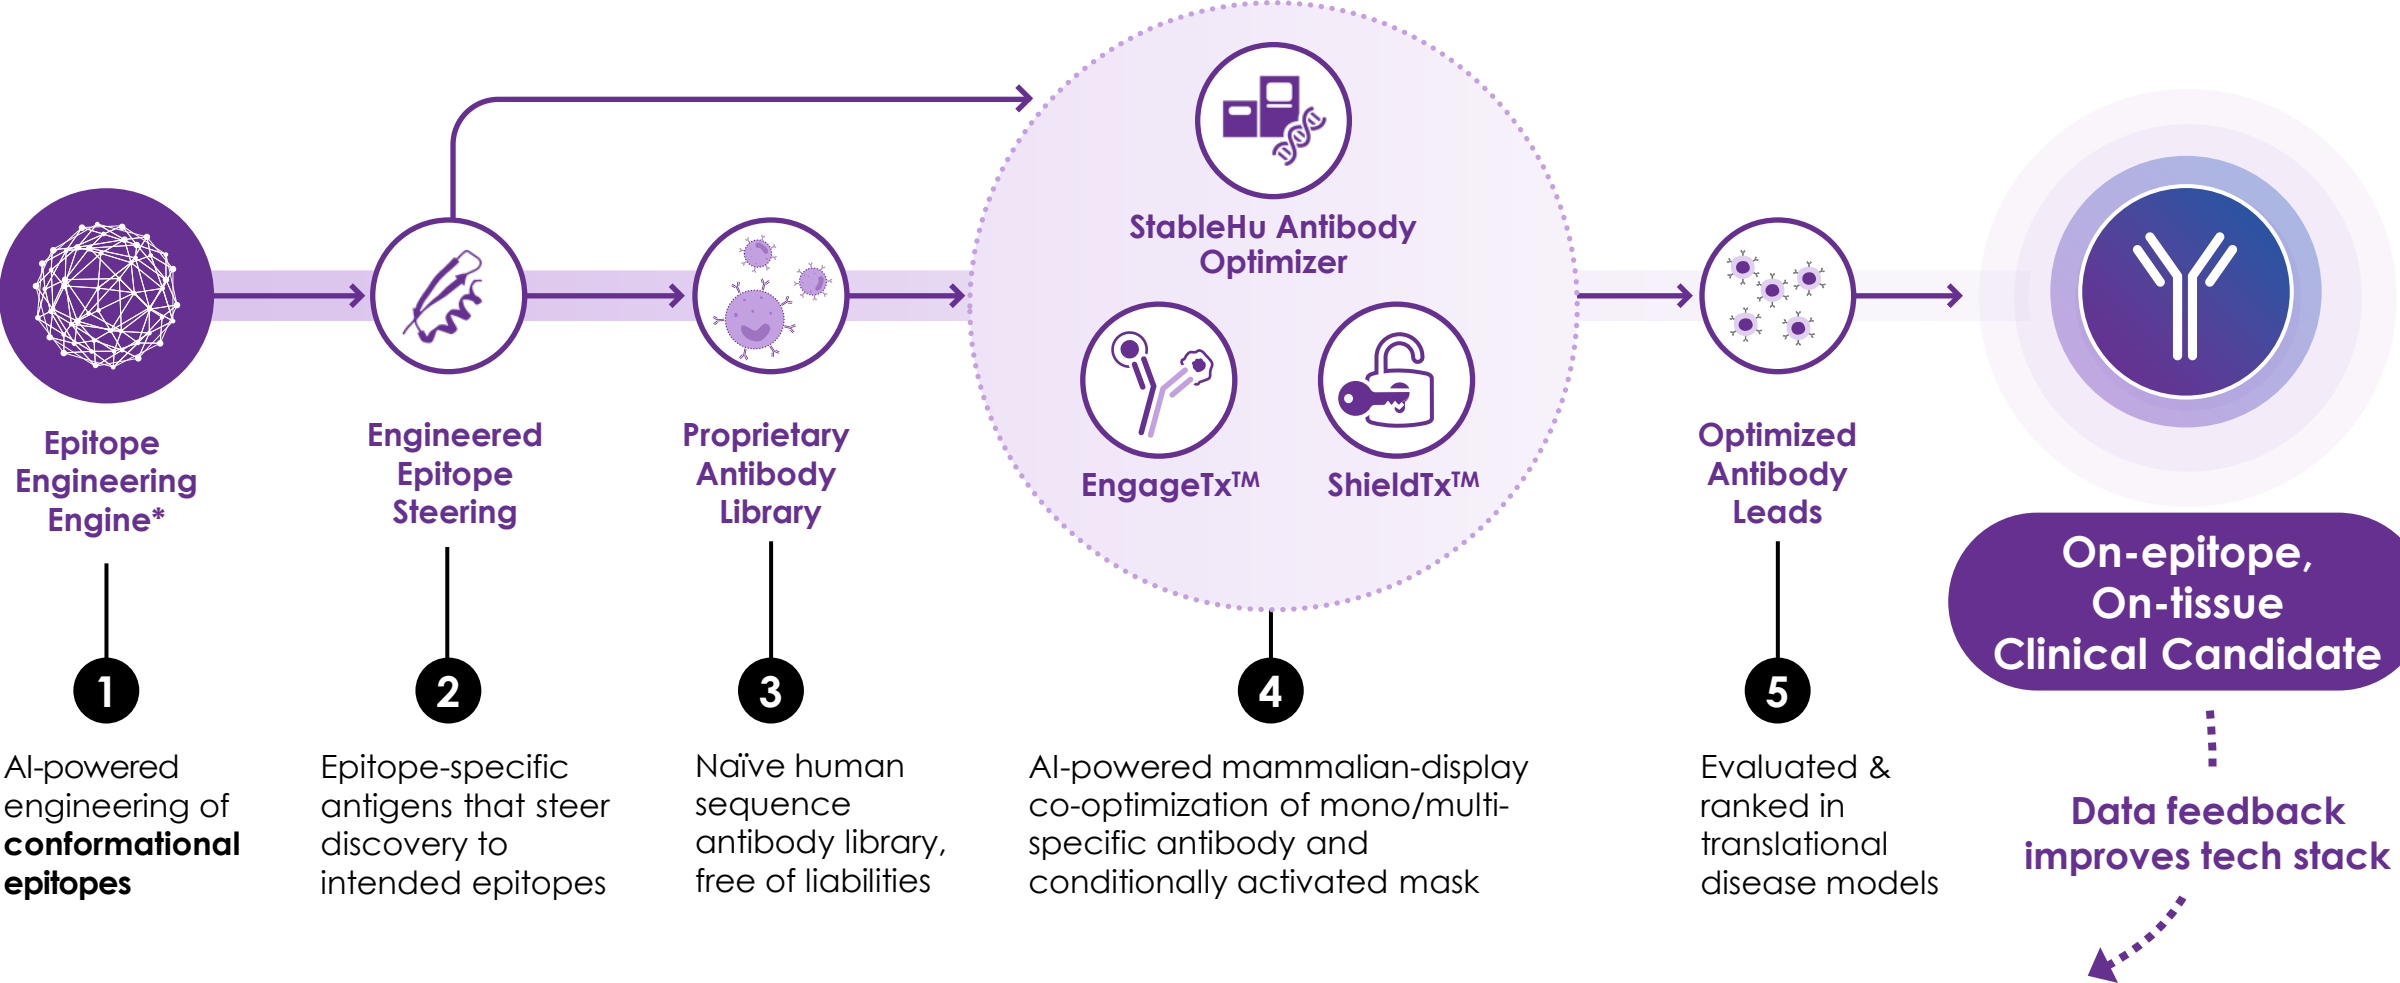 StableHu Antibody
Optimizer
EngageTx™
ShieldTx™
Epitope
Engineering
Engine*
Engineered
Epitope
Steering
Proprietary
Antibody
Library
Optimized
Antibody
Leads
On-epitope,
On-tissue
Clinical Candidate
1
2
3
4
5
AI-powered
engineering of
conformational
epitopes
Epitope-specific
antigens that steer
discovery to
intended epitopes
Naïve human
sequence
antibody library,
free of liabilities
AI-powered mammalian-display
co-optimization of mono/multi-
specific antibody and
conditionally activated mask
Evaluated &
ranked in
translational
disease models
Data feedback
improves tech stack